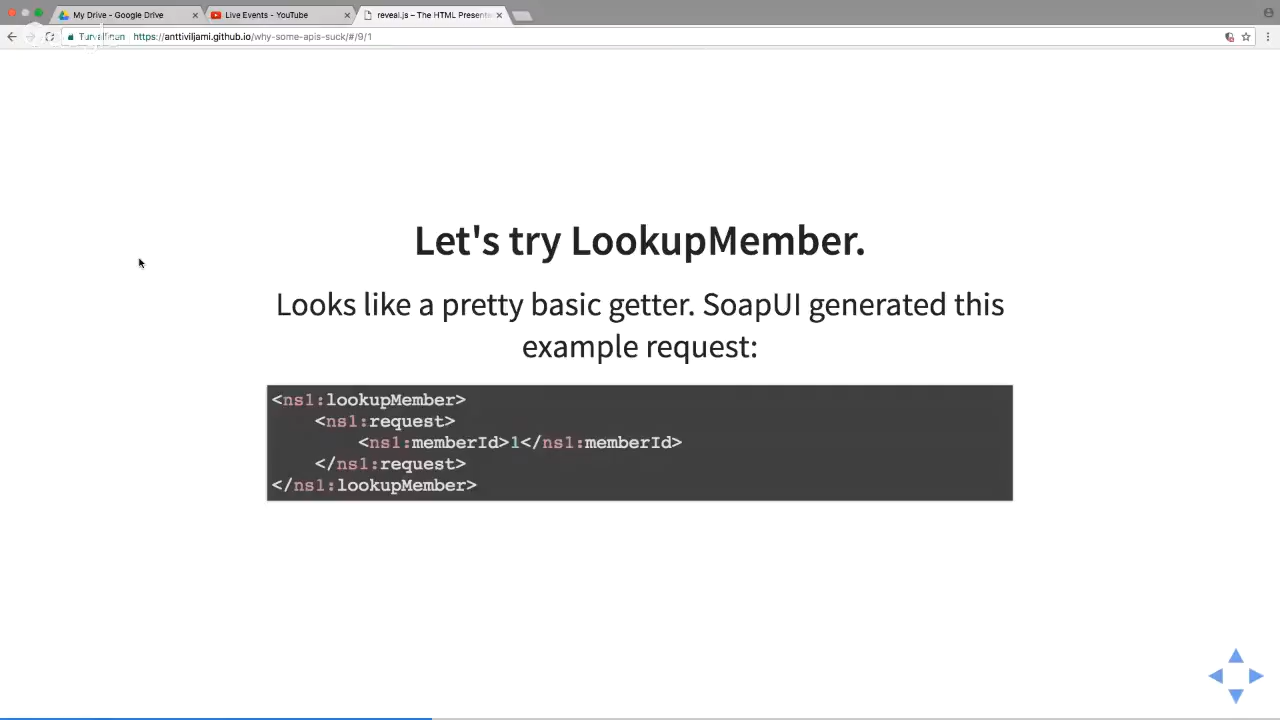 My Drive - Google Drive
Live Events - YouTube
reveal.js – The HTML Presente
https://anttiviljami.github.io/why-some-apis-suck/#/9/1
Let's try LookupMember.
Looks like a pretty basic getter. SoapUI generated this
example request:
<ns1:lookupMember>
<ns1:request>
<ns1:memberId>1</ns1:memberId>
</ns1:request>
</ns1:lookupMember>